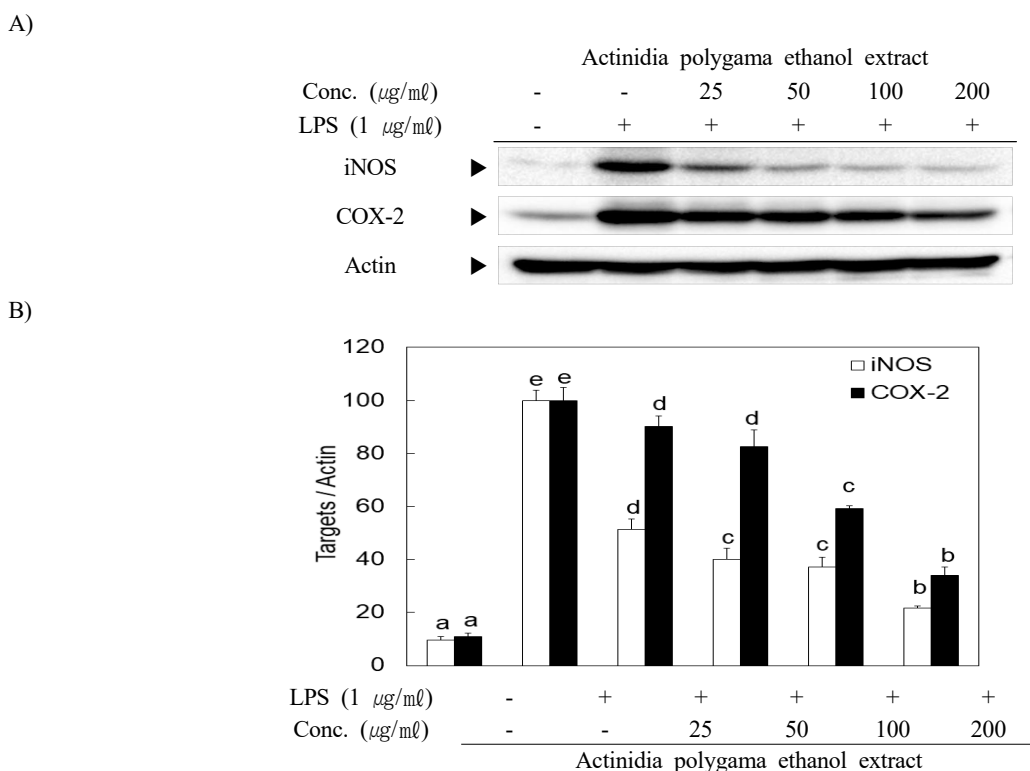 A)
Actinidia polygama ethanol extract
Conc. (㎍/㎖) - - 25 50 100 200
LPS (1 ㎍/㎖) - + + + + +
iNOS ►
COX-2 ►
Actin ►
B)
120
100
80
60
40
20
0
Targets / Actin
iNOS
COX-2
a a e e d d c d c c b b
LPS (1 ㎍/㎖) - + + + + +
Conc. (㎍/㎖) - - 25 50 100 200
Actinidia polygama ethanol extract